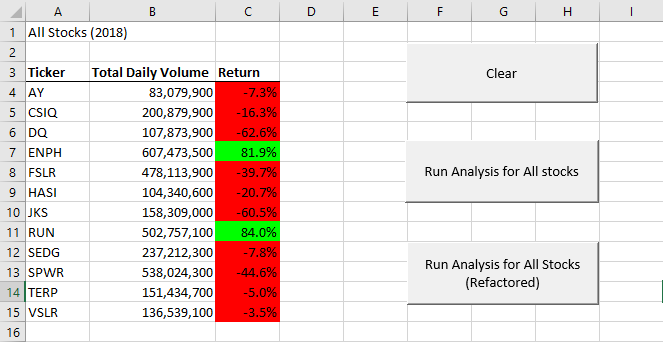 A B C D E F G H I
1 All Stocks (2018)
2
3 Ticker Total Daily Volume Return Clear
4 AY 83,079,900 -7.3%
5 CSIQ 200,879,900 -16.3%
6 DQ 107,873,900 -62.6%
7 ENPH 607,473,500 81.9%
8 FSLR 478,113,900 -39.7% Run Analysis for All stocks
9 HASI 104,340,600 -20.7%
10 JKS 158,309,000 -60.5%
11 RUN 502,757,100 84.0%
12 SEDG 237,212,300 -7.8% Run Analysis for All Stocks
13 SPWR 538,024,300 -44.6% (Refactored)
14 TERP 151,434,700 -5.0%
15 VSLR 136,539,100 -3.5%
16